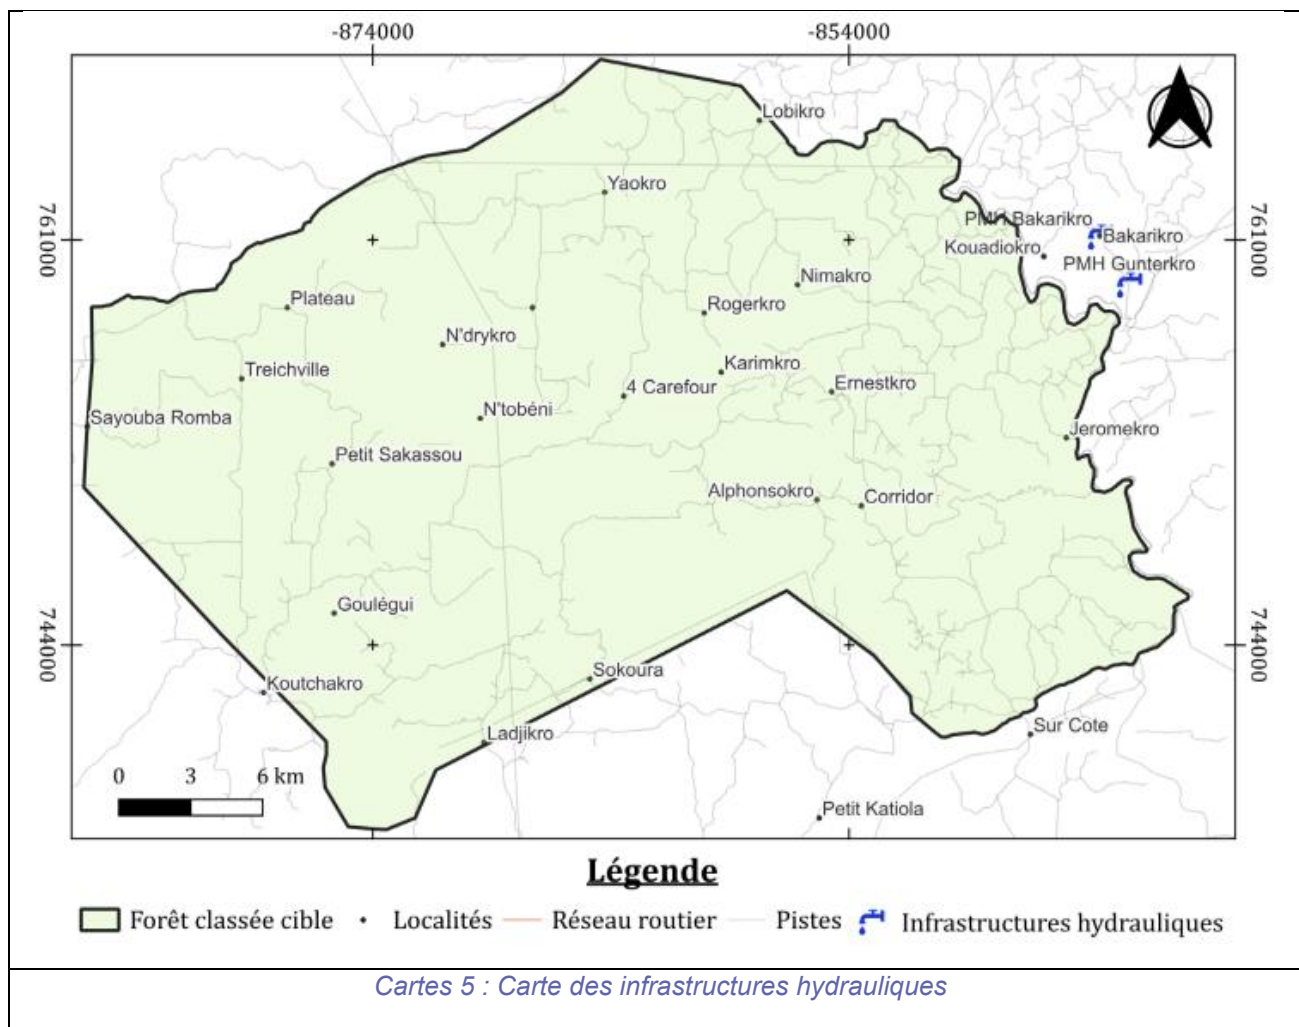 -874000 -854000
Lobikro
Yaokro
761000
PMH Bakarikro
761000
Bakarikro
Kouadiokro
PMH Gunterkro
Nimakro
Plateau
Rogerkro
N'drykro
Karimkro
Treichville
4 Carefour
Ernestkro
N'tobéni
Sayouba Romba
Jeromekro
Petit Sakassou
Alphonsokro
Corridor
Goulégui
744000
744000
Sokoura
Koutchakro
Sur Cote
Ladjikro
0 3 6 km
Petit Katiola
Légende
Forêt classée cible Localités Réseau routier Pistes Infrastructures hydrauliques
Cartes 5 : Carte des infrastructures hydrauliques